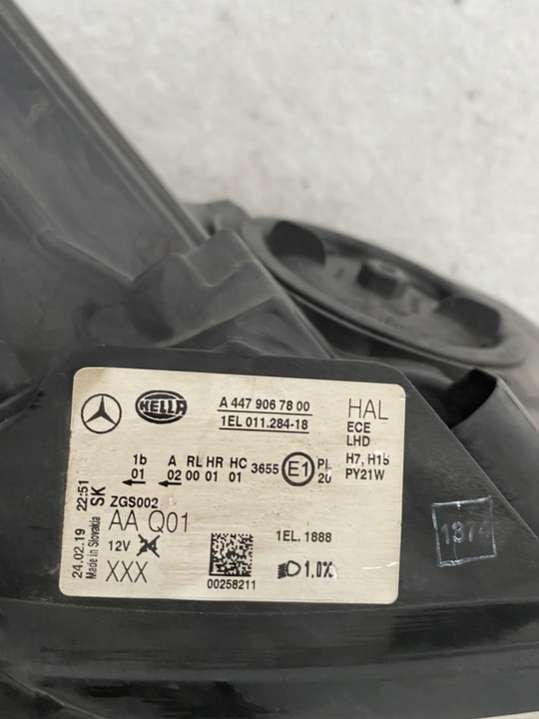 HELLA
A 447 906 78 00
1EL 011.284-18
HAL
ECE
LHD
H7, H15
PY21W
1b A RL HR HC
01 02 00 01 01
3655 E1 PL
20
24.02.19 22:51
Made in Slovakia SK
ZGS002
AA Q01
12V
XXX
00258211
1EL. 1888
1,0%
1874